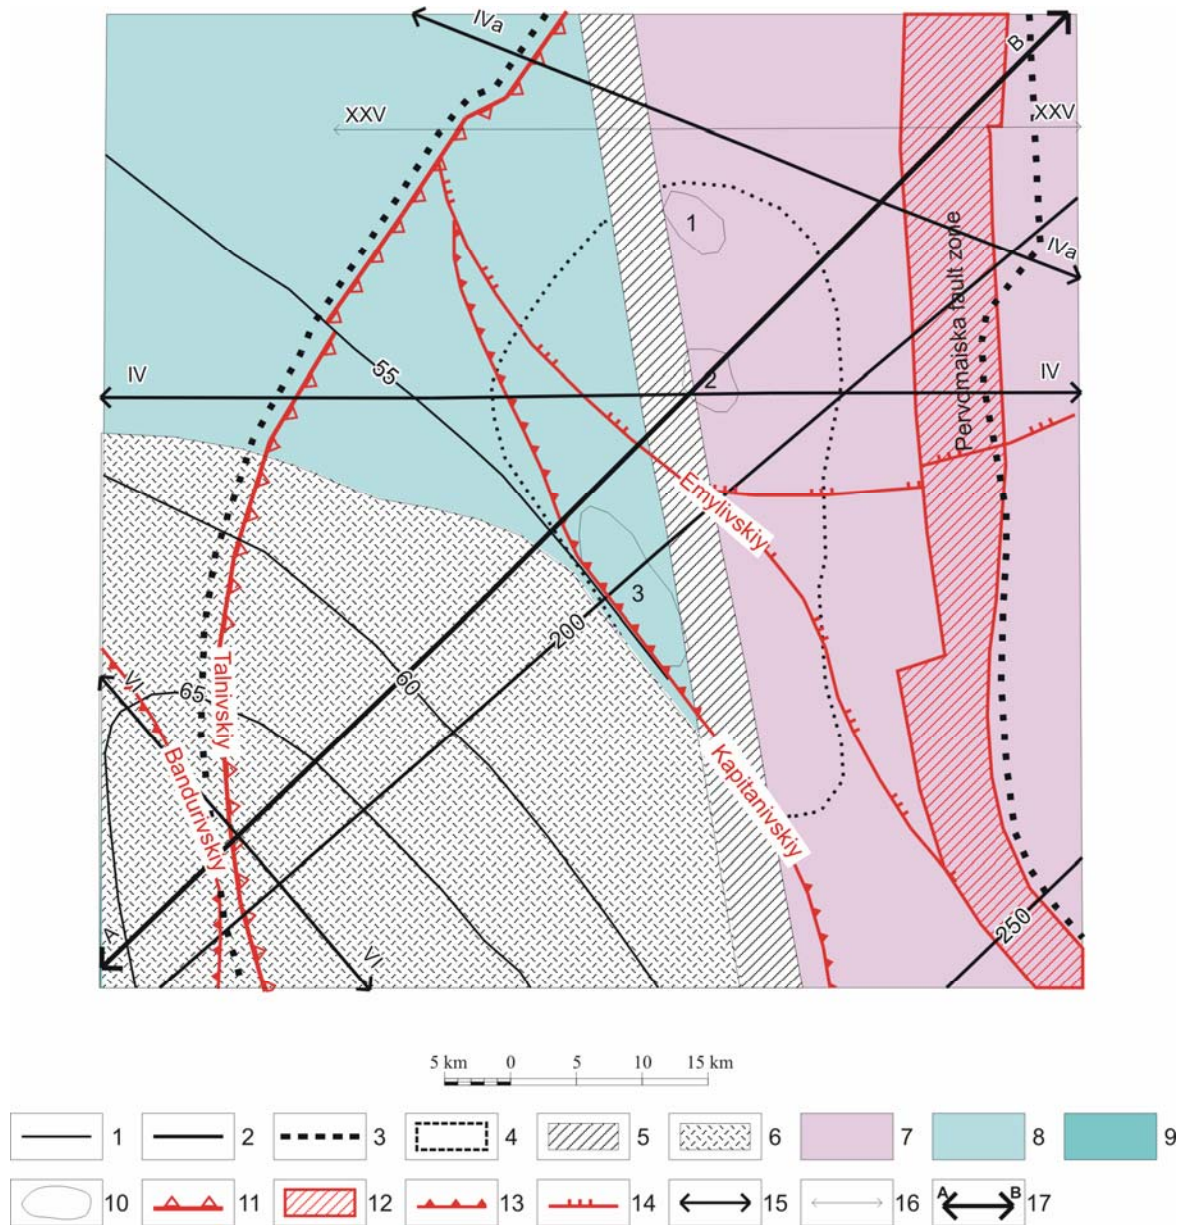 IVa
B
XXV
XXV
1
IVa
Pervomaiska fault zone
55
IV
2
IV
Emylivskiy
3
200
Talnivskiy
VI
65
60
Bandurivskiy
Kapitanivskiy
A
VI
250
5 km 0 5 10 15 km
1 2 3 4 5 6 7 8 9
10 11 12 13 14 15 16 A B 17